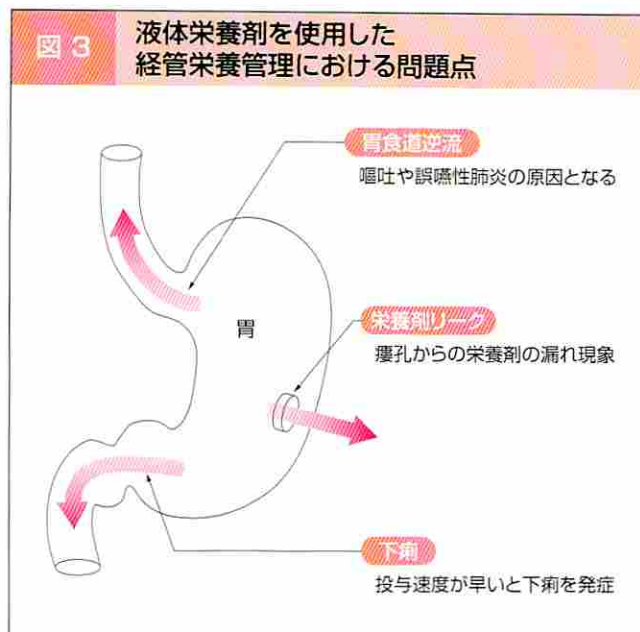 図 3
液体栄養剤を使用した
経管栄養管理における問題点
胃食道逆流
嘔吐や誤嚥性肺炎の原因となる
胃
栄養剤リーク
瘻孔からの栄養剤の漏れ現象
下痢
投与速度が早いと下痢を発症